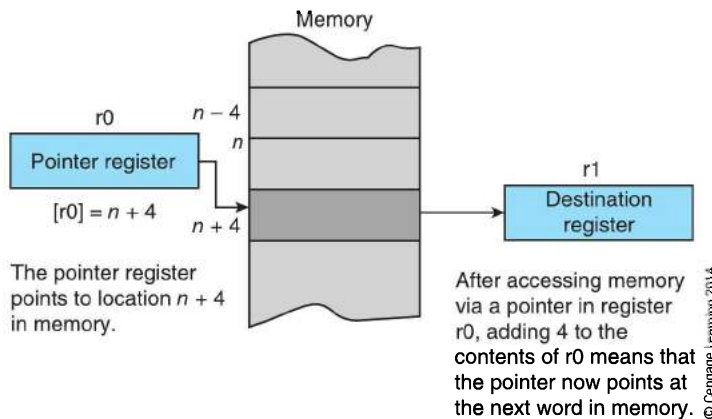 Memory
r0
n – 4
n
Pointer register
[r0] = n + 4
n + 4
r1
Destination
register
The pointer register
points to location n + 4
in memory.
After accessing memory
via a pointer in register
r0, adding 4 to the
contents of r0 means that
the pointer now points at
the next word in memory.
© Cengage Learning 2014